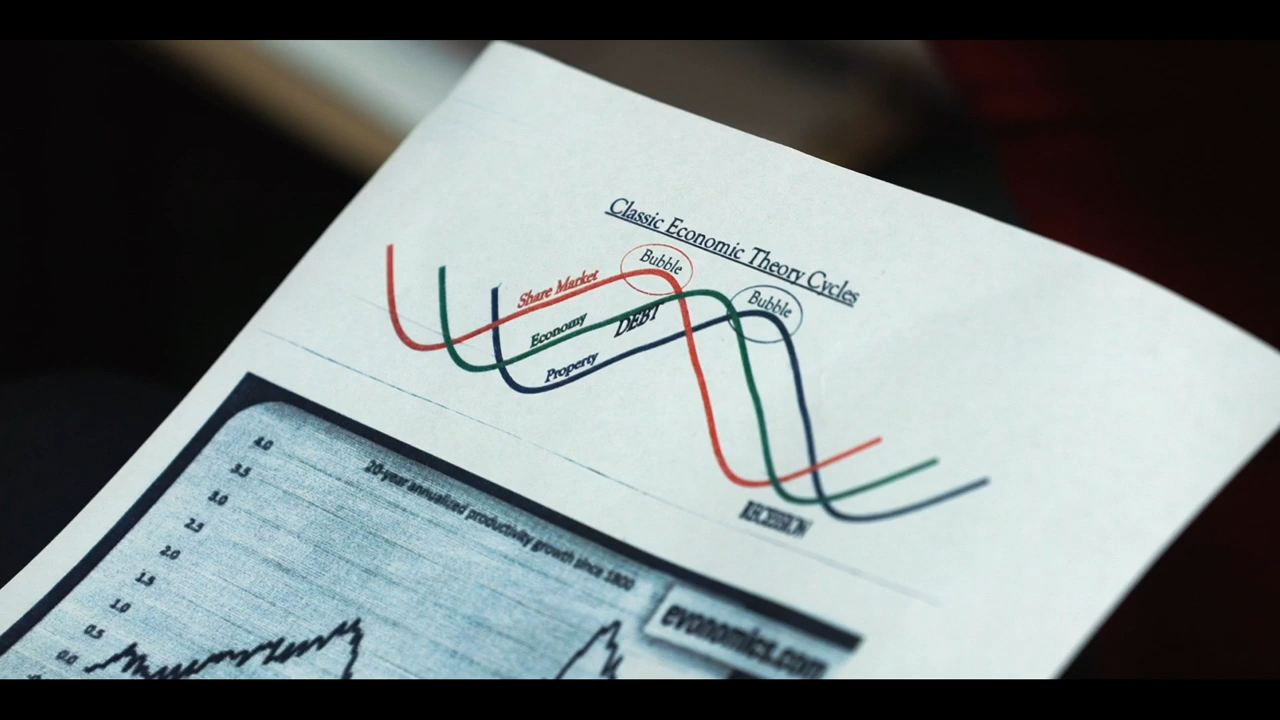 Classic Economic Theory Cycles
Bubble
Bubble
Share Market
Economy
DEBT
Property
RECESSION
4.0
3.5
3.0
2.5
2.0
1.5
1.0
0.5
0.0
20-year annualized productivity growth since 1800
evonomics.com